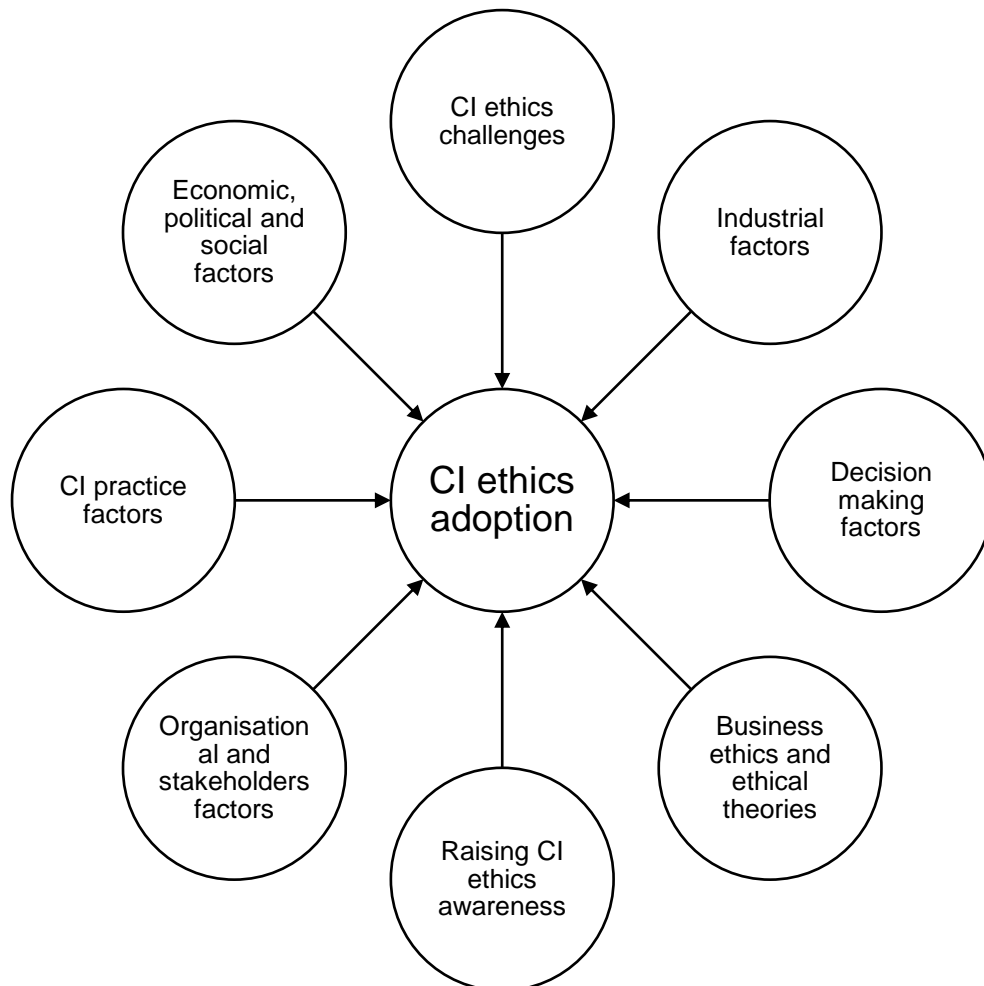 CI ethics
challenges
Economic,
political and
social
factors
Industrial
factors
CI practice
factors
CI ethics
adoption
Decision
making
factors
Organisation
al and
stakeholders
factors
Business
ethics and
ethical
theories
Raising CI
ethics
awareness